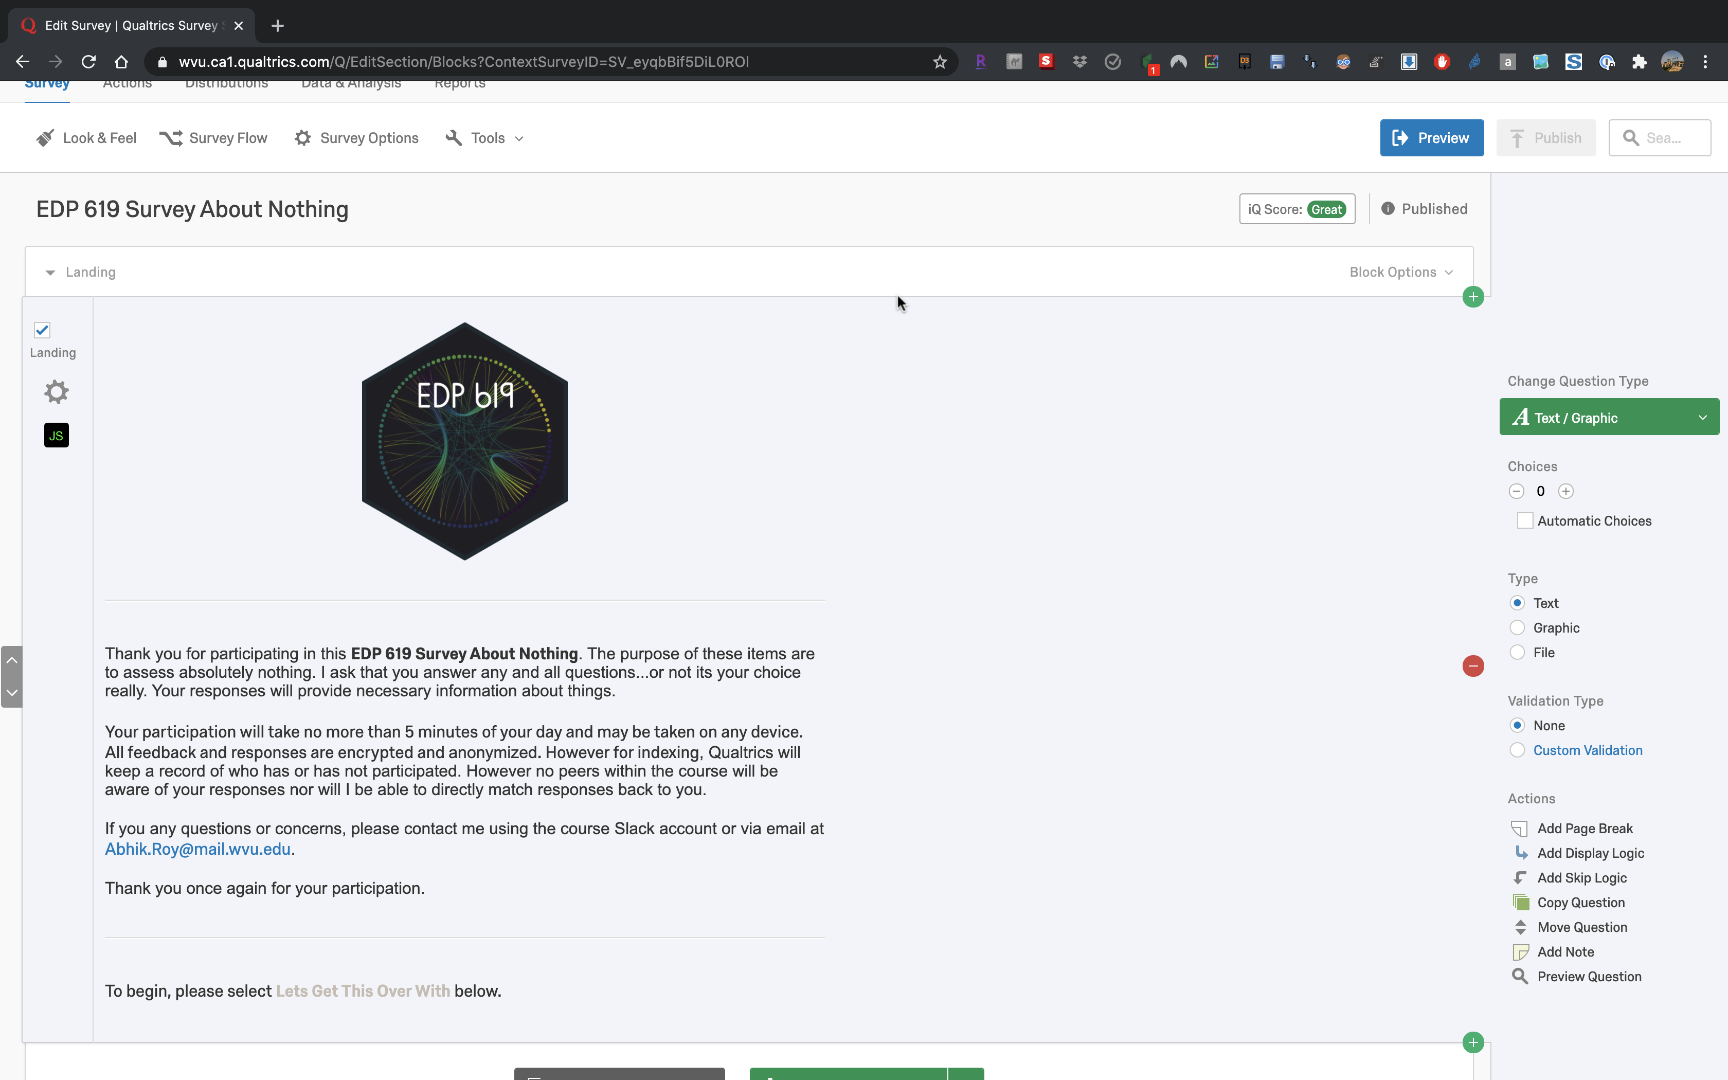 Edit Survey | Qualtrics Survey
wvu.ca1.qualtrics.com/Q/EditSection/Blocks?ContextSurveyID=SV_eyqbBif5DiL0ROl
Survey Actions Distributions Data & Analysis Reports
Look & Feel Survey Flow Survey Options Tools Preview Publish Sea...
EDP 619 Survey About Nothing
iQ Score: Great Published
Landing Block Options
Landing
JS
EDP 619
Thank you for participating in this EDP 619 Survey About Nothing. The purpose of these items are
to assess absolutely nothing. I ask that you answer any and all questions...or not its your choice
really. Your responses will provide necessary information about things.
Your participation will take no more than 5 minutes of your day and may be taken on any device.
All feedback and responses are encrypted and anonymized. However for indexing, Qualtrics will
keep a record of who has or has not participated. However no peers within the course will be
aware of your responses nor will I be able to directly match responses back to you.
If you any questions or concerns, please contact me using the course Slack account or via email at
Abhik.Roy@mail.wvu.edu.
Thank you once again for your participation.
To begin, please select Lets Get This Over With below.
Change Question Type
A Text / Graphic
Choices
0
Automatic Choices
Type
Text
Graphic
File
Validation Type
None
Custom Validation
Actions
Add Page Break
Add Display Logic
Add Skip Logic
Copy Question
Move Question
Add Note
Preview Question